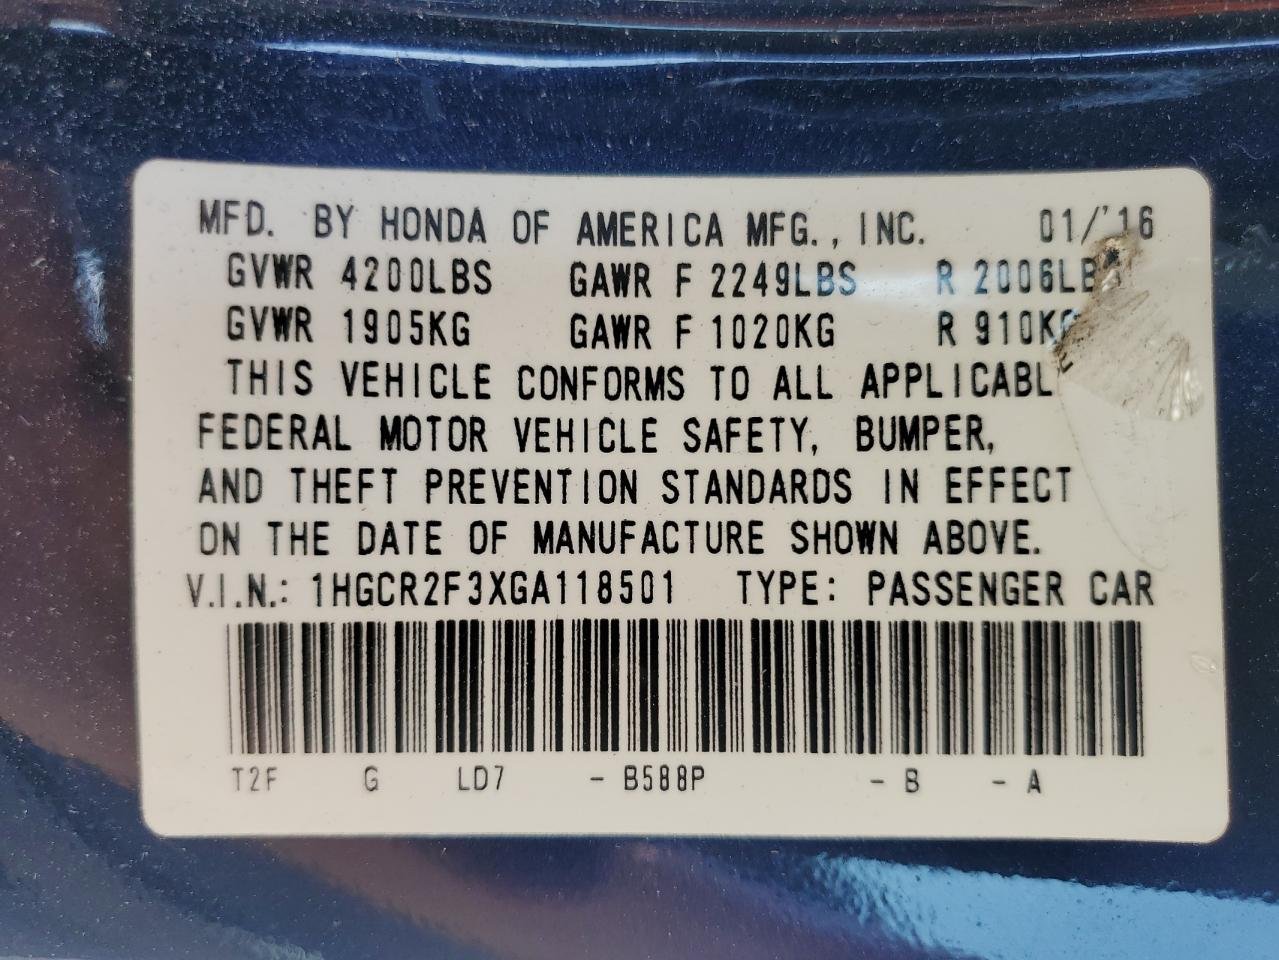 MFD. BY HONDA OF AMERICA MFG., INC. 01/'16
GVWR 4200LBS GAWR F 2249LBS R 2006LB
GVWR 1905KG GAWR F 1020KG R 910KG
THIS VEHICLE CONFORMS TO ALL APPLICABLE
FEDERAL MOTOR VEHICLE SAFETY, BUMPER,
AND THEFT PREVENTION STANDARDS IN EFFECT
ON THE DATE OF MANUFACTURE SHOWN ABOVE.
V.I.N.: 1HGCR2F3XGA118501 TYPE: PASSENGER CAR
T2F G LD7 - B588P - B - A